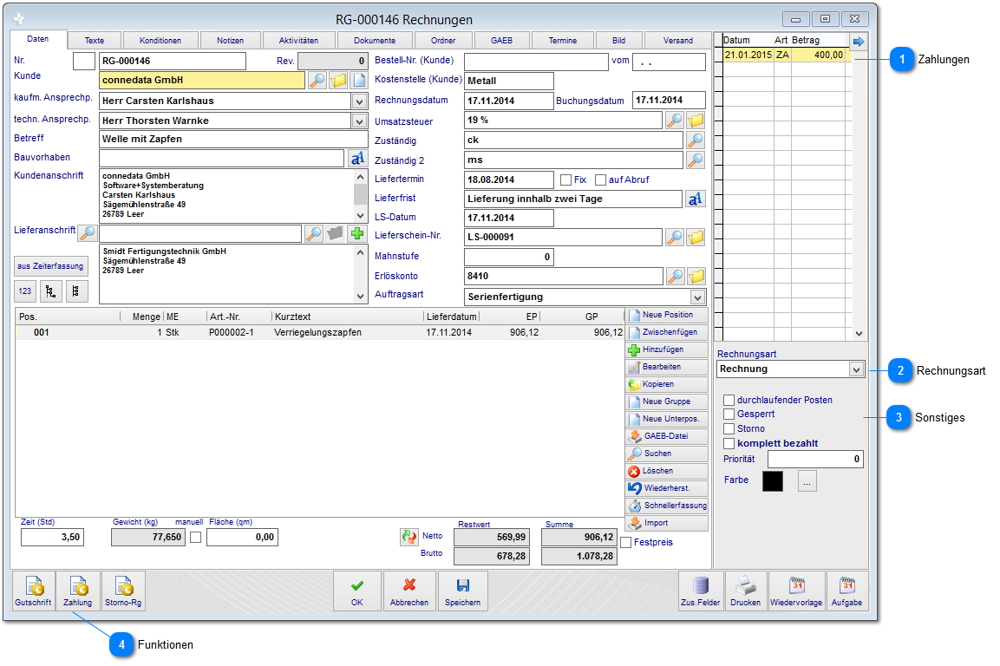 RG-000146 Rechnungen
Daten Texte Konditionen Notizen Aktivitäten Dokumente Ordner GAEB Termine Bild Versand
Nr. RG-000146 Rev. 0
Kunde connedata GmbH
kaufm. Ansprechp. Herr Carsten Karlshaus
techn. Ansprechp. Herr Thorsten Warnke
Betreff Welle mit Zapfen
Bauvorhaben aA
Kundenanschrift connedata GmbH
Software+Systemberatung
Carsten Karlshaus
Sägemühlenstraße 49
26789 Leer
Lieferanschrift
Smidt Fertigungstechnik GmbH
Sägemühlenstraße 49
26789 Leer
aus Zeiterfassung
123
Bestell-Nr. (Kunde) vom . .
Kostenstelle (Kunde) Metall
Rechnungsdatum 17.11.2014 Buchungsdatum 17.11.2014
Umsatzsteuer 19 %
Zuständig ck
Zuständig 2 ms
Liefertermin 18.08.2014 Fix auf Abruf
Lieferfrist Lieferung innhalb zwei Tage aA
LS-Datum 17.11.2014
Lieferschein-Nr. LS-000091
Mahnstufe 0
Erlöskonto 8410
Auftragsart Serienfertigung
Datum Art Betrag
21.01.2015 ZA 400,00
1 Zahlungen
Pos. Menge ME Art.-Nr. Kurztext Lieferdatum EP GP
001 1 Stk P000002-1 Verriegelungszapfen 17.11.2014 906,12 906,12
Neue Position
Zwischenfügen
Hinzufügen
Bearbeiten
Kopieren
Neue Gruppe
Neue Unterpos.
GAEB-Datei
Suchen
Löschen
Wiederherst.
Schnellerfassung
Import
Rechnungsart
Rechnung
2 Rechnungsart
durchlaufender Posten
Gesperrt
Storno
komplett bezahlt
Priorität 0
Farbe ...
3 Sonstiges
Zeit (Std) Gewicht (kg) manuell Fläche (qm) Restwert Summe
3,50 77,650 0,00 Netto 569,99 906,12 Festpreis
Brutto 678,28 1.078,28
Gutschrift Zahlung Storno-Rg OK Abbrechen Speichern Zus.Felder Drucken 31 Wiedervorlage 31 Aufgabe
4 Funktionen